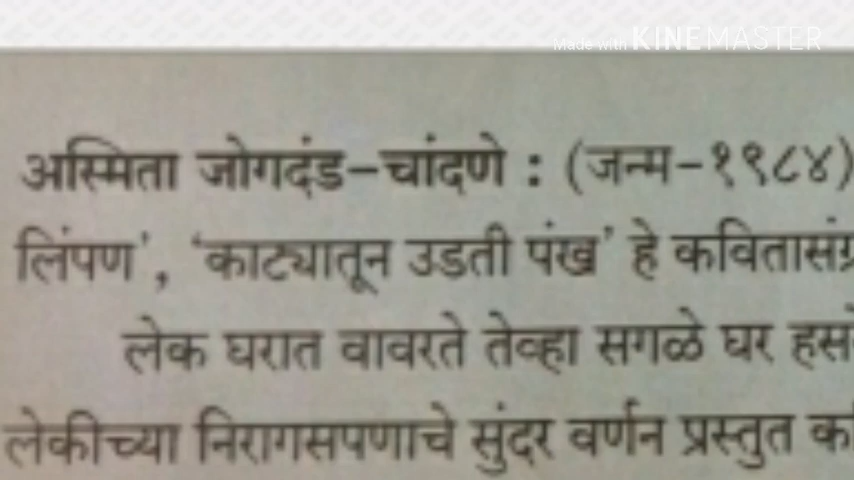 Made with KINEMASTER
अस्मिता जोगदंड-चांदणे : (जन्म-१९८४)
लिंपण', 'काट्यातून उडती पंख' हे
लेक घरात वावरते तेव्हा सगळे घर
लेकीच्या निरागसपणाचे सुंदर वर्णन प्रस्तुत